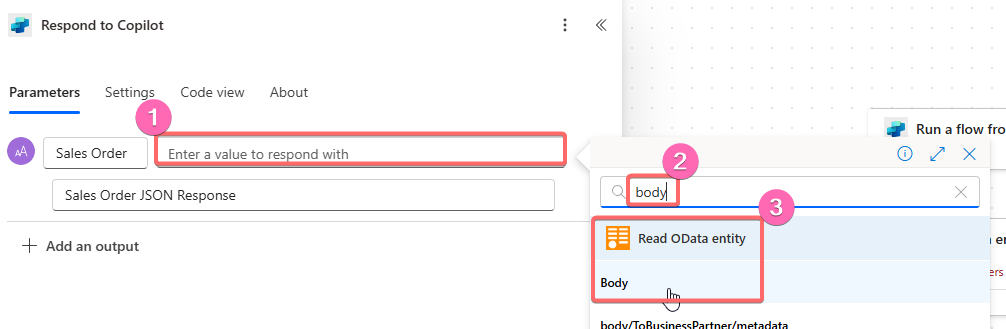 Respond to Copilot
Parameters Settings Code view About
1
Sales Order
Enter a value to respond with
Run a flow fro
2
body
Sales Order JSON Response
3
Add an output
Read OData entity
Body
ers
body/ToBusinessPartner/metadata